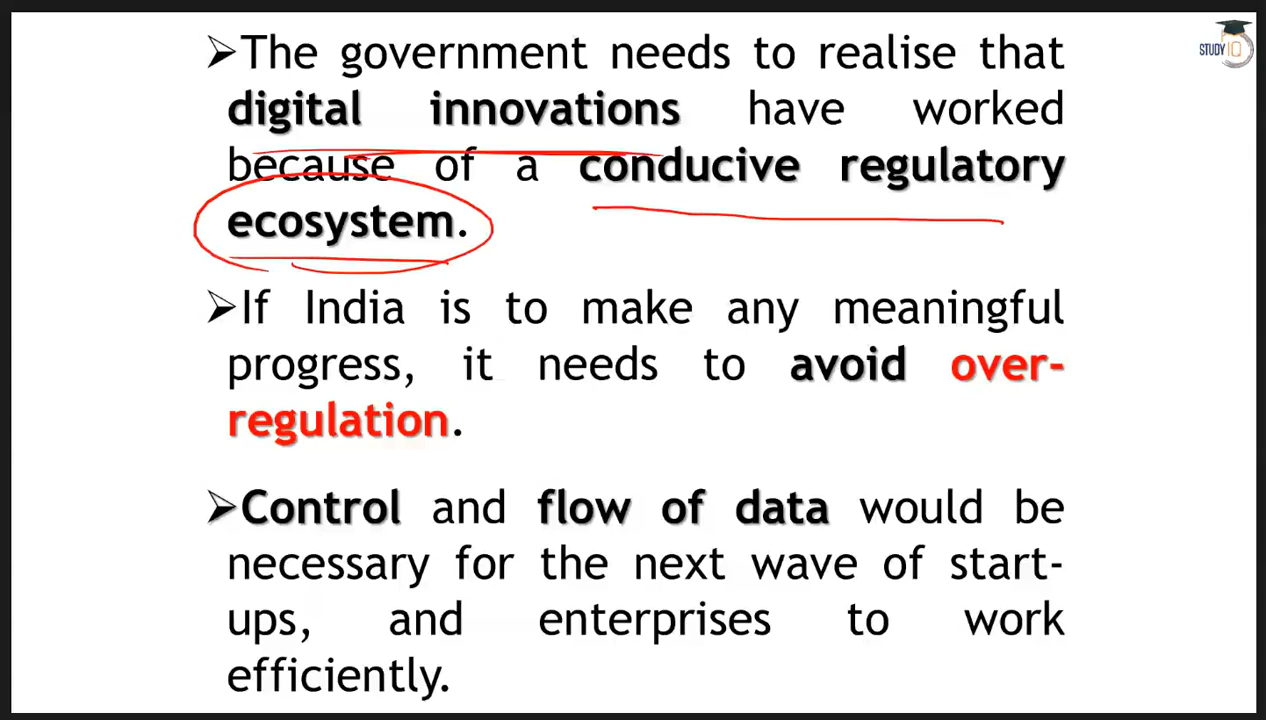 ➢The government needs to realise that
digital innovations have worked
because of a conducive regulatory
ecosystem.
➢If India is to make any meaningful
progress, it needs to avoid over-
regulation.
➢Control and flow of data would be
necessary for the next wave of start-
ups, and enterprises to work
efficiently.
STUDY IQ